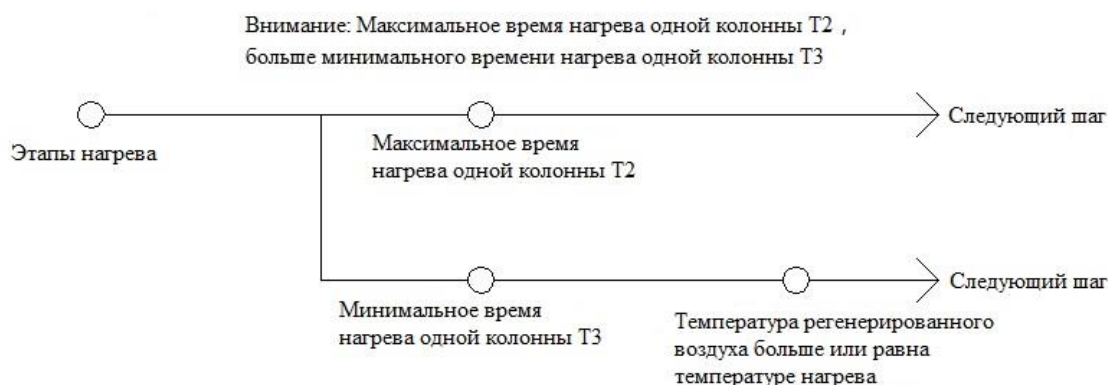 Внимание: Максимальное время нагрева одной колонны Т2 ,
больше минимального времени нагрева одной колонны Т3
Следующий шаг
Этапы нагрева
Максимальное время
нагрева одной колонны Т2
Следующий шаг
Минимальное время
нагрева одной колонны Т3
Температура регенерированного
воздуха больше или равна
температуре нагрева